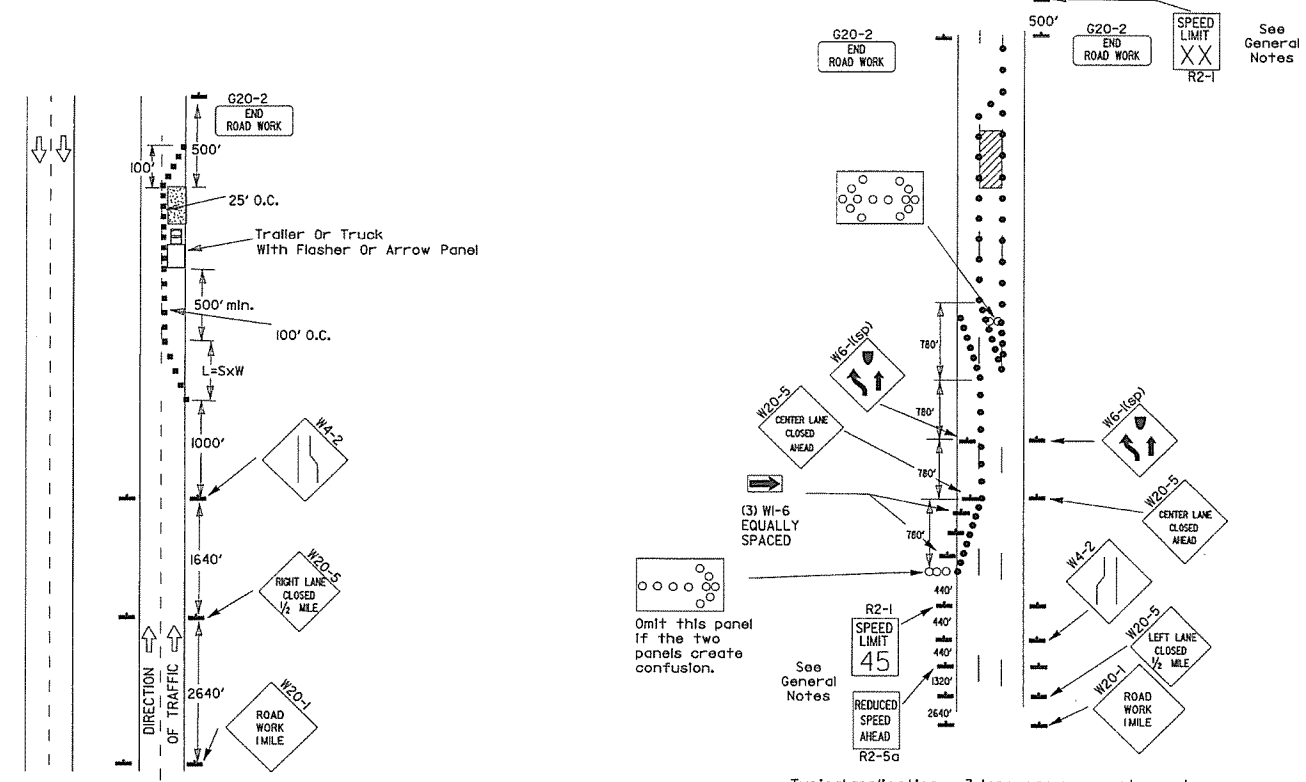 G20-2
END
ROAD WORK
500'
100'
25' O.C.
Trailer Or Truck
With Flasher Or Arrow Panel
500' min.
100' O.C.
L=SxW
1000'
W4-2
1640'
W20-5
RIGHT LANE
CLOSED
1/2 MILE
2640'
DIRECTION
OF TRAFFIC
W20-1
ROAD
WORK
1 MILE
G20-2
END
ROAD WORK
500'
G20-2
END
ROAD WORK
SPEED
LIMIT
XX
R2-1
See
General
Notes
780'
W6-1(sp)
780'
W20-5
CENTER LANE
CLOSED
AHEAD
780'
W6-1(sp)
(3) W1-6
EQUALLY
SPACED
780'
W20-5
CENTER LANE
CLOSED
AHEAD
Omit this panel
if the two
panels create
confusion.
440'
R2-1
SPEED
LIMIT
45
440'
W4-2
440'
See
General
Notes
W20-5
LEFT LANE
CLOSED
1/2 MILE
1320'
REDUCED
SPEED
AHEAD
R2-5a
2640'
W20-1
ROAD
WORK
1 MILE